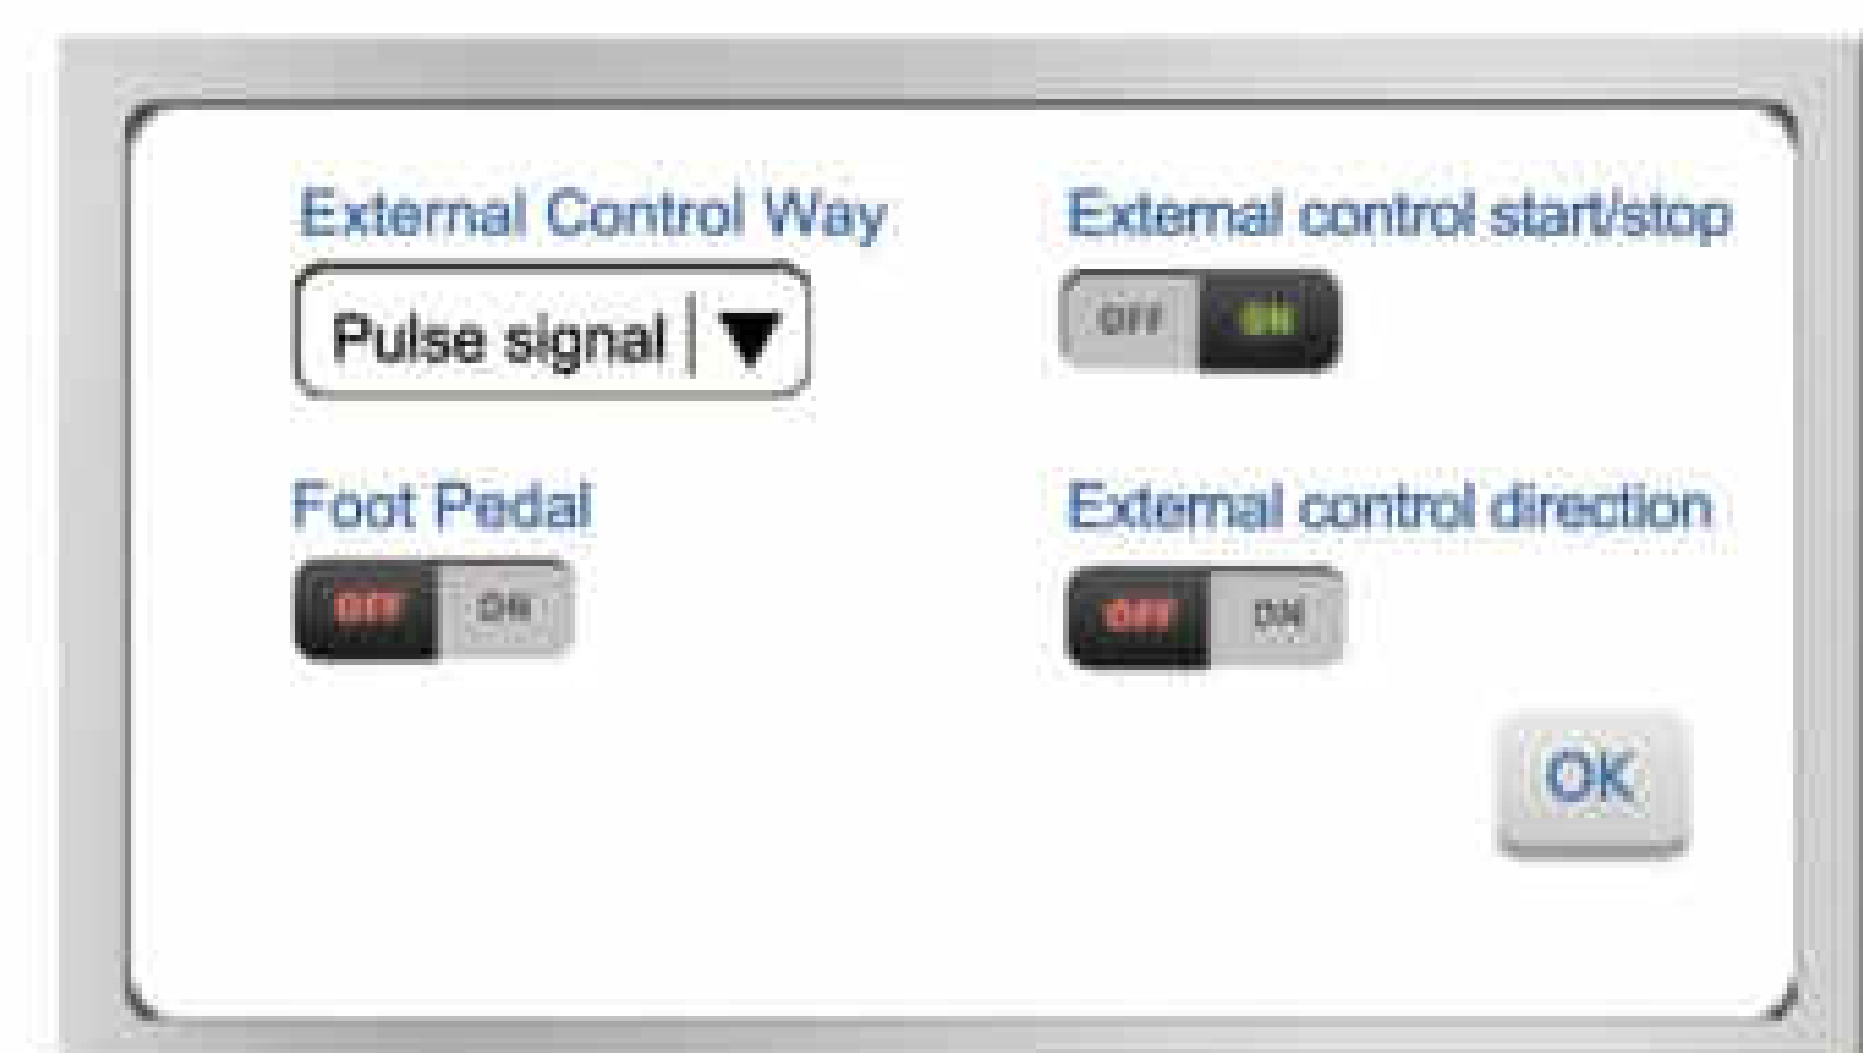 External Control Way
External control start/stop
Pulse signal
OFF ON
Foot Pedal
External control direction
OFF ON
OFF ON
OK